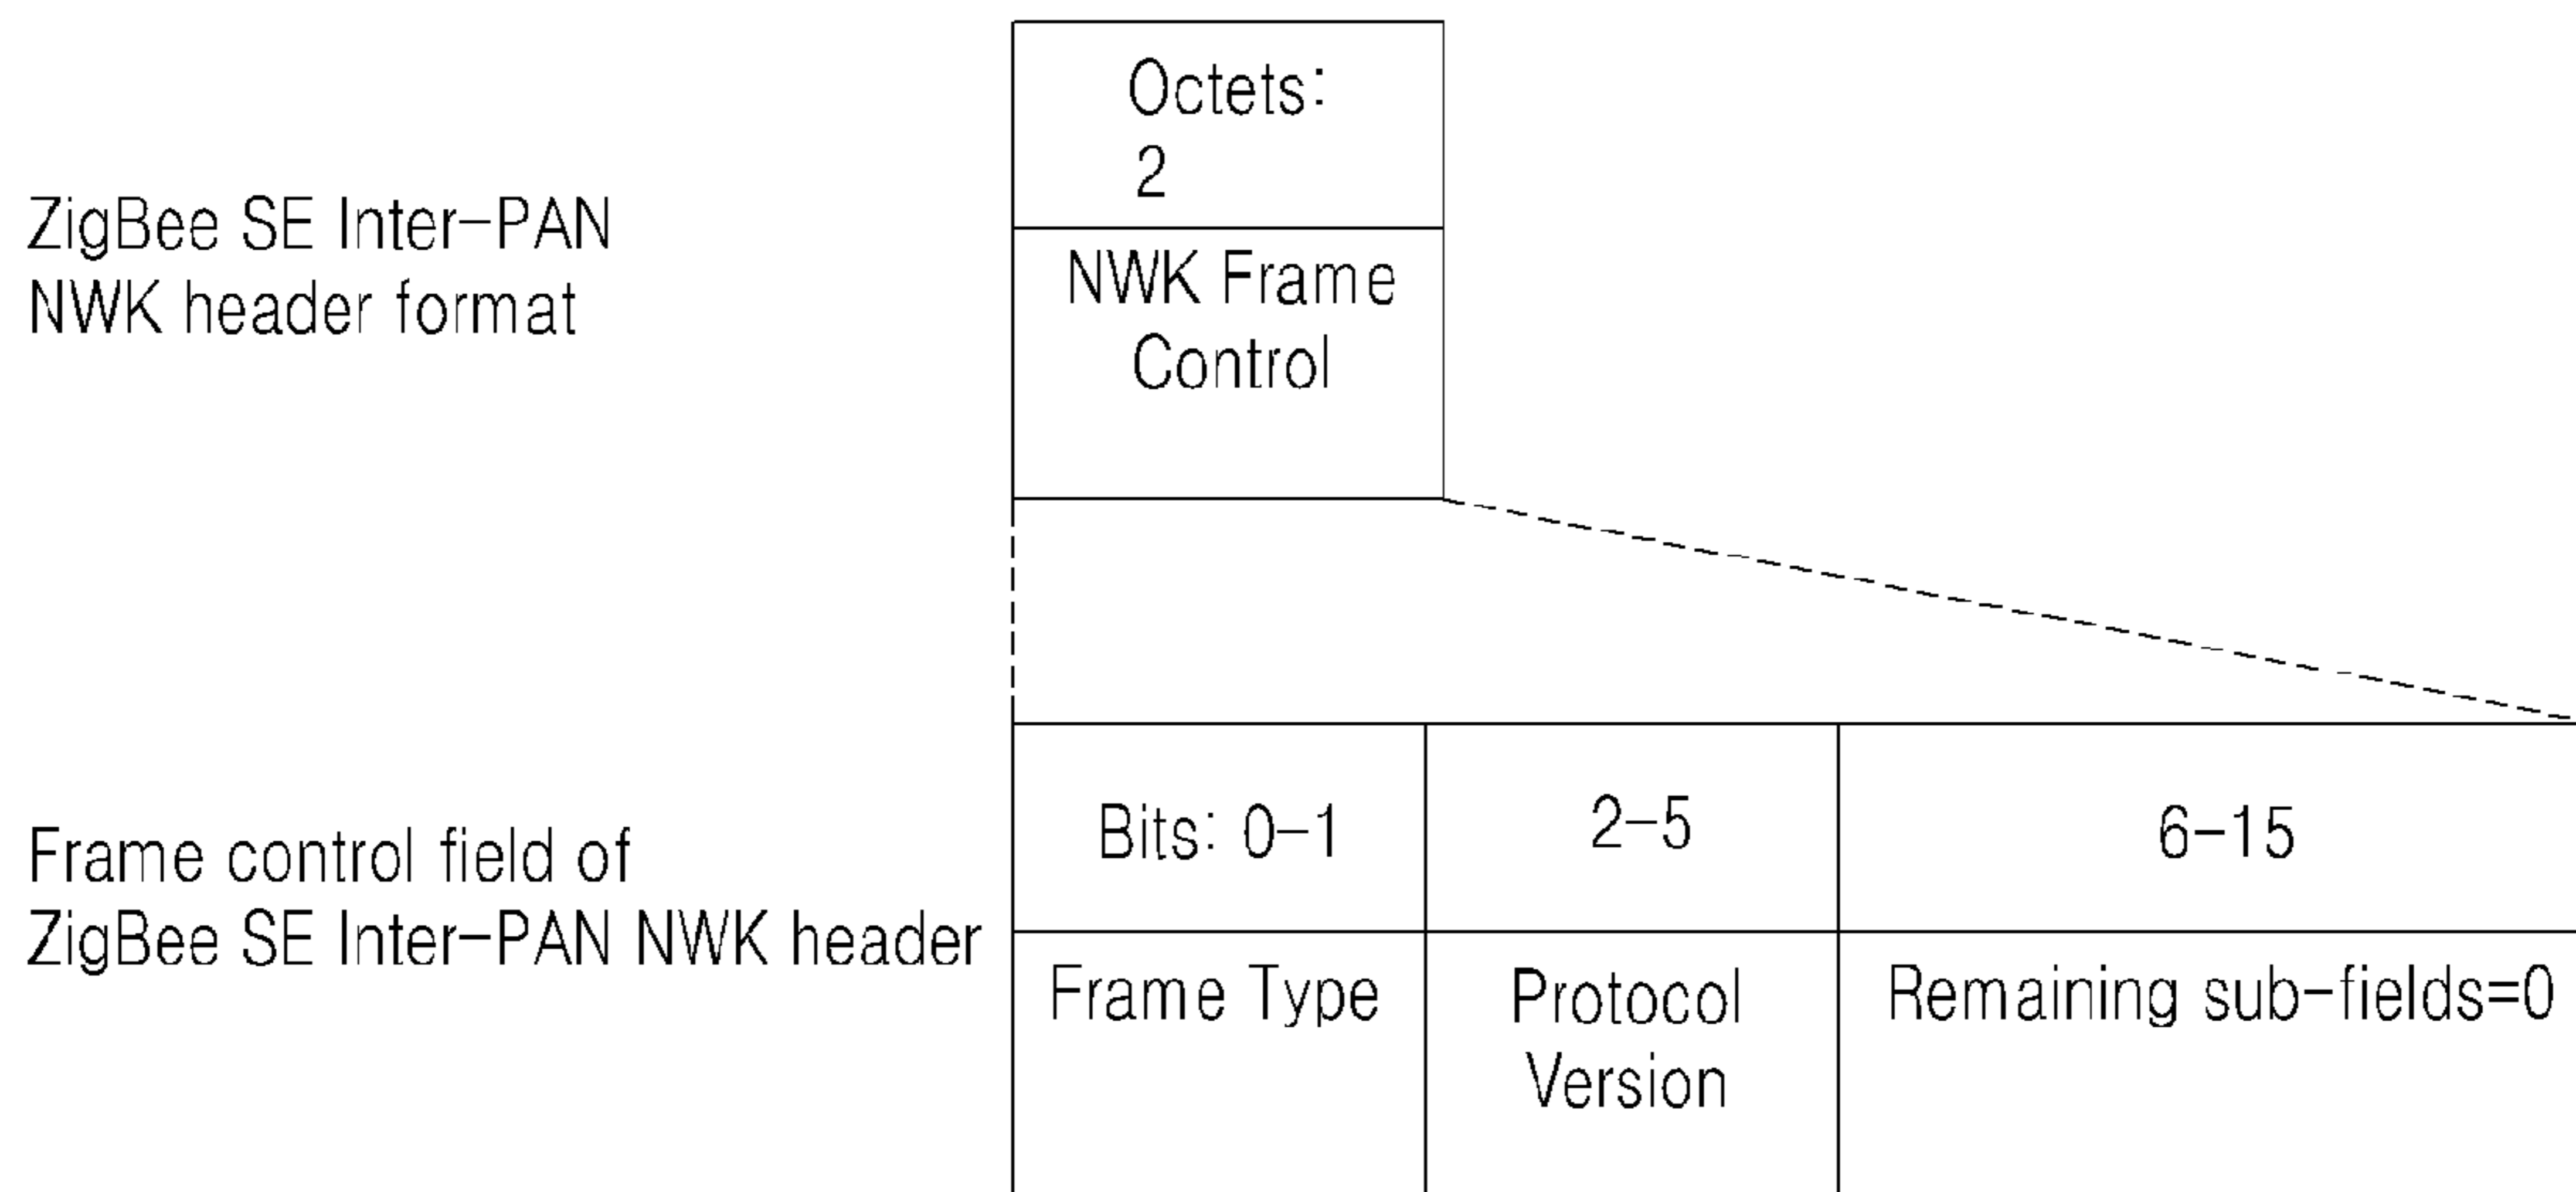 Octets:
2
ZigBee SE Inter-PAN
NWK header format
NWK Frame
Control
Bits: 0-1
2-5
6-15
Frame control field of
ZigBee SE Inter-PAN NWK header
Frame Type
Protocol
Version
Remaining sub-fields=0